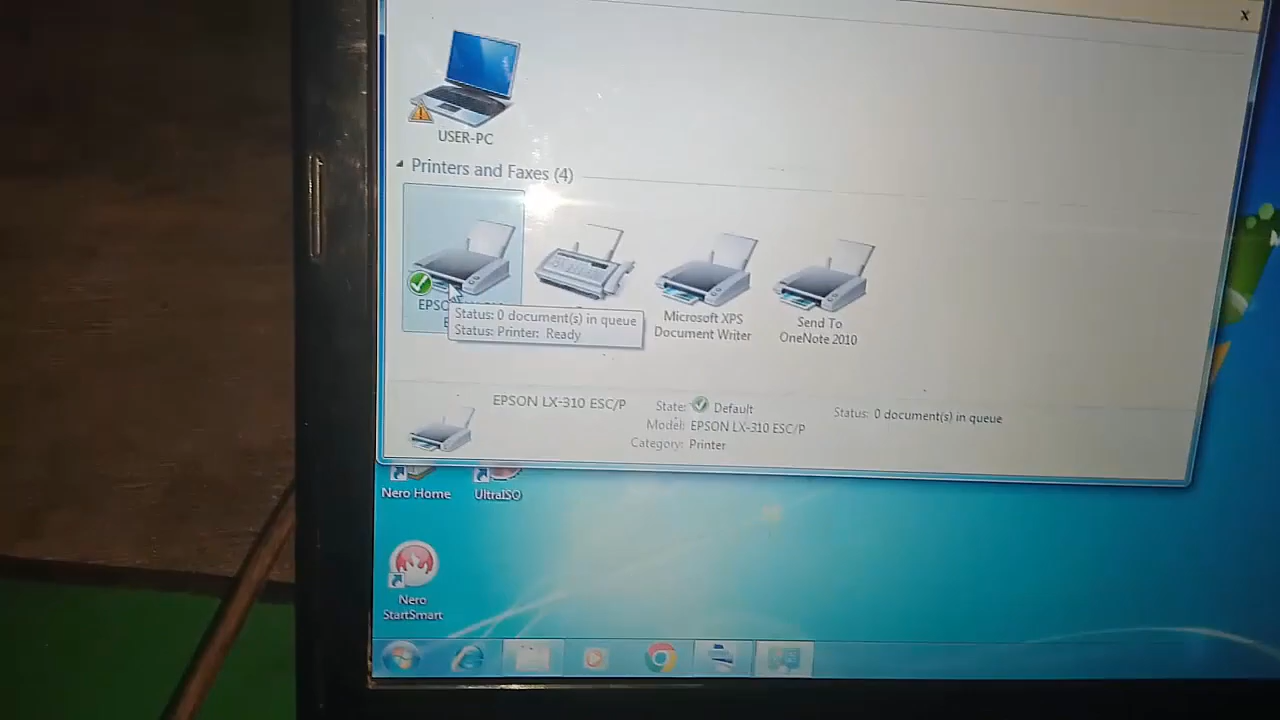 X
USER-PC
Printers and Faxes (4)
EPSO
Status: 0 document(s) in queue
Status: Printer: Ready
Microsoft XPS
Document Writer
Send To
OneNote 2010
EPSON LX-310 ESC/P
State: Default
Status: 0 document(s) in queue
Model: EPSON LX-310 ESC/P
Category: Printer
Nero Home
UltraISO
Nero
StartSmart